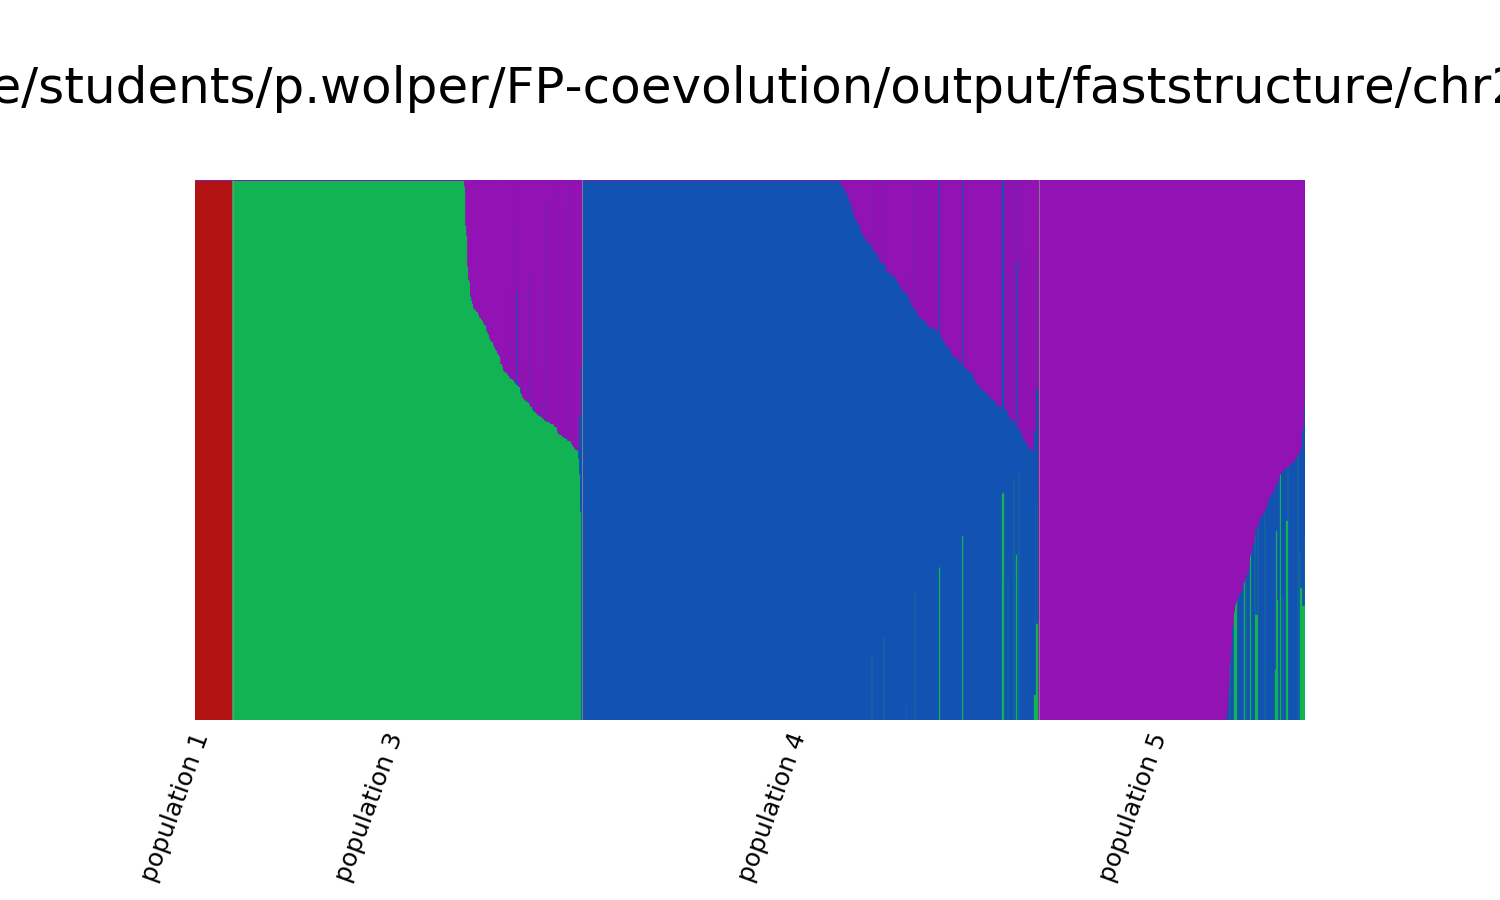 e/students/p.wolper/FP-coevolution/output/faststructure/chr2
population 1
population 3
population 4
population 5